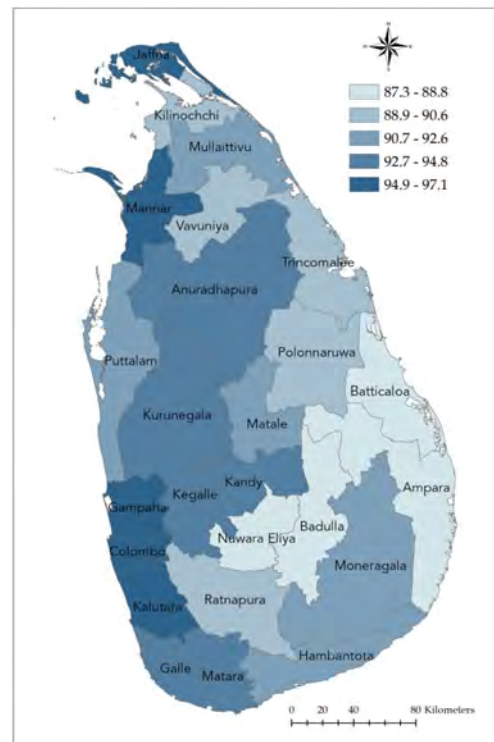 Jaffna
87.3 - 88.8
88.9 - 90.6
90.7 - 92.6
92.7 - 94.8
94.9 - 97.1
Kilinochchi
Mullaittivu
Mannar
Vavuniya
Trincomalee
Anuradhapura
Polonnaruwa
Puttalam
Batticaloa
Kurunegala
Matale
Kandy
Kegalle
Ampara
Gampaha
Badulla
Nuwara Eliya
Colombo
Moneragala
Ratnapura
Kalutara
Hambantota
Galle
Matara
Kilometers
0 20 40 80